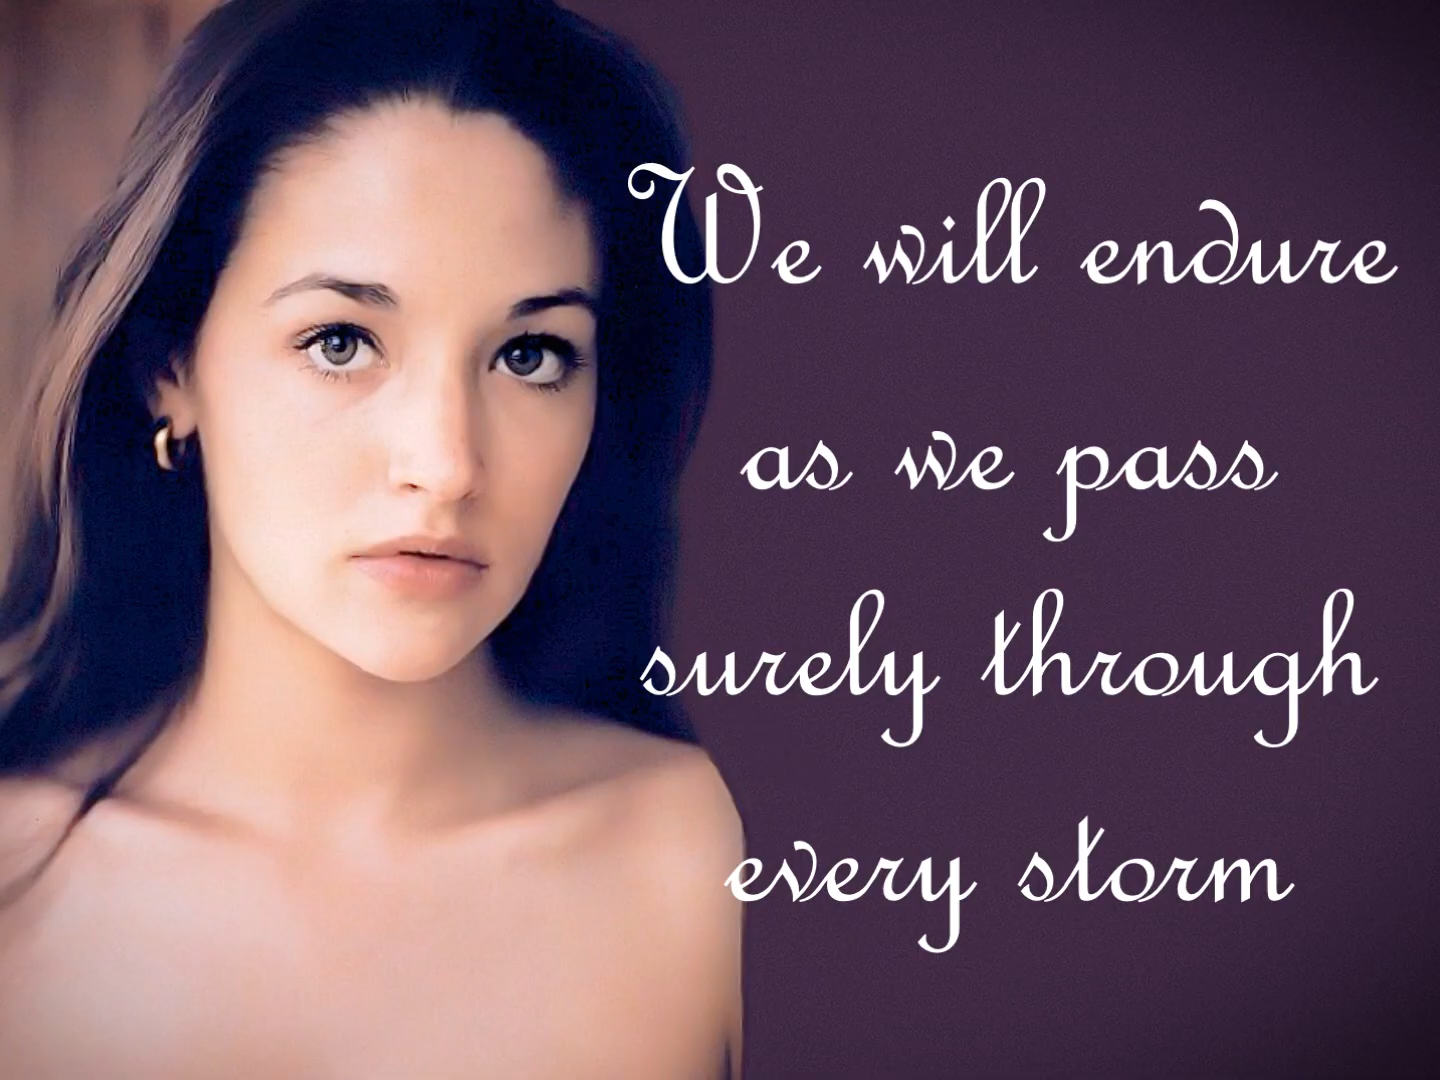 We will endure
as we pass
surely through
every storm